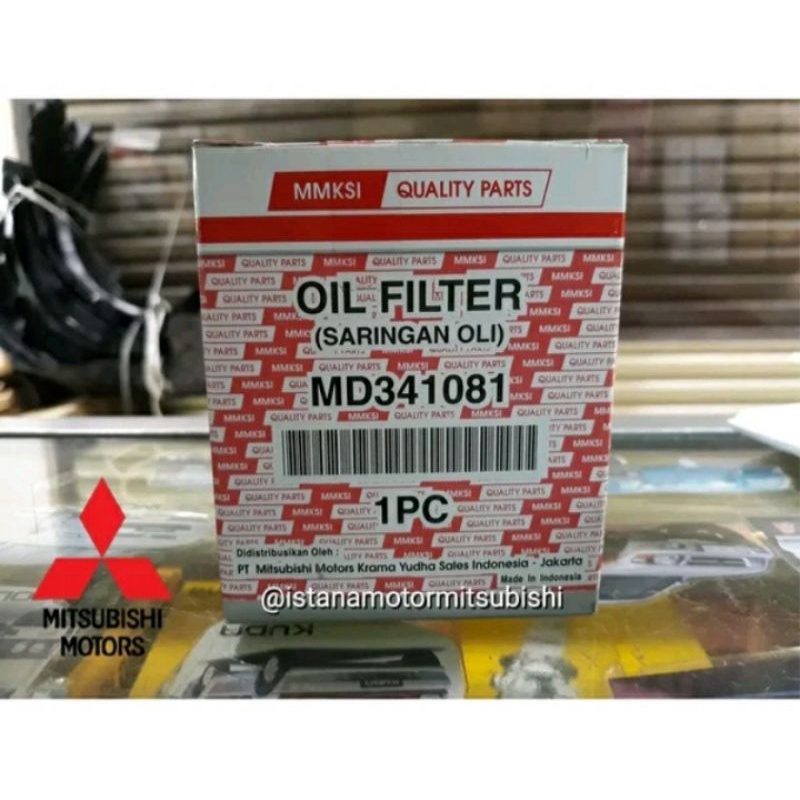 MMKSI QUALITY PARTS
OIL FILTER
(SARINGAN OLI)
MD341081
1PC
Didistribusikan Oleh :
PT Mitsubishi Motors Krama Yudha Sales Indonesia - Jakarta
Made In Indonesia
@istanamotormitsubishi
MITSUBISHI
MOTORS
KUDA